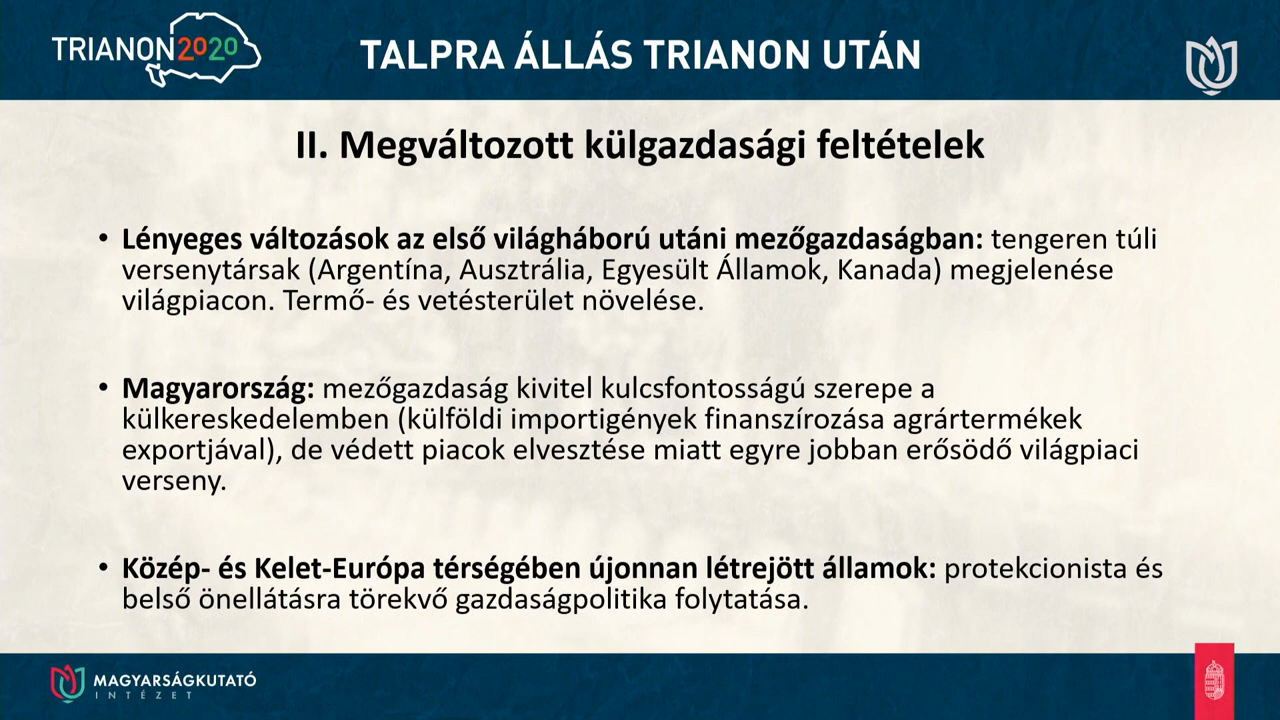 TRIANON2020
TALPRA ÁLLÁS TRIANON UTÁN
II. Megváltozott külgazdasági feltételek
• Lényeges változások az első világháború utáni mezőgazdaságban: tengeren túli
versenytársak (Argentína, Ausztrália, Egyesült Államok, Kanada) megjelenése
világpiacon. Termő- és vetésterület növelése.
• Magyarország: mezőgazdaság kivitel kulcsfontosságú szerepe a
külkereskedelemben (külföldi importigények finanszírozása agrártermékek
exportjával), de védett piacok elvesztése miatt egyre jobban erősödő világpiaci
verseny.
• Közép- és Kelet-Európa térségében újonnan létrejött államok: protekcionista és
belső önellátásra törekvő gazdaságpolitika folytatása.
MAGYARSÁGKUTATÓ
INTÉZET